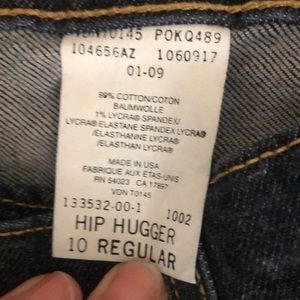 VDNT0145 POKQ489
104656AZ 1060917
01-09
99% COTTON/COTON
BAUMWOLLE
1% LYCRA® SPANDEX/
LYCRA® ELASTANE SPANDEX LYCRA®
/ELASTHANNE LYCRA®/
/ELASTHAN LYCRA®/
MADE IN USA
FABRIQUE AUX ÉTATS-UNIS
RN 54023 CA 17897
VDN T0145
133532-00-1 1002
HIP HUGGER
10 REGULAR